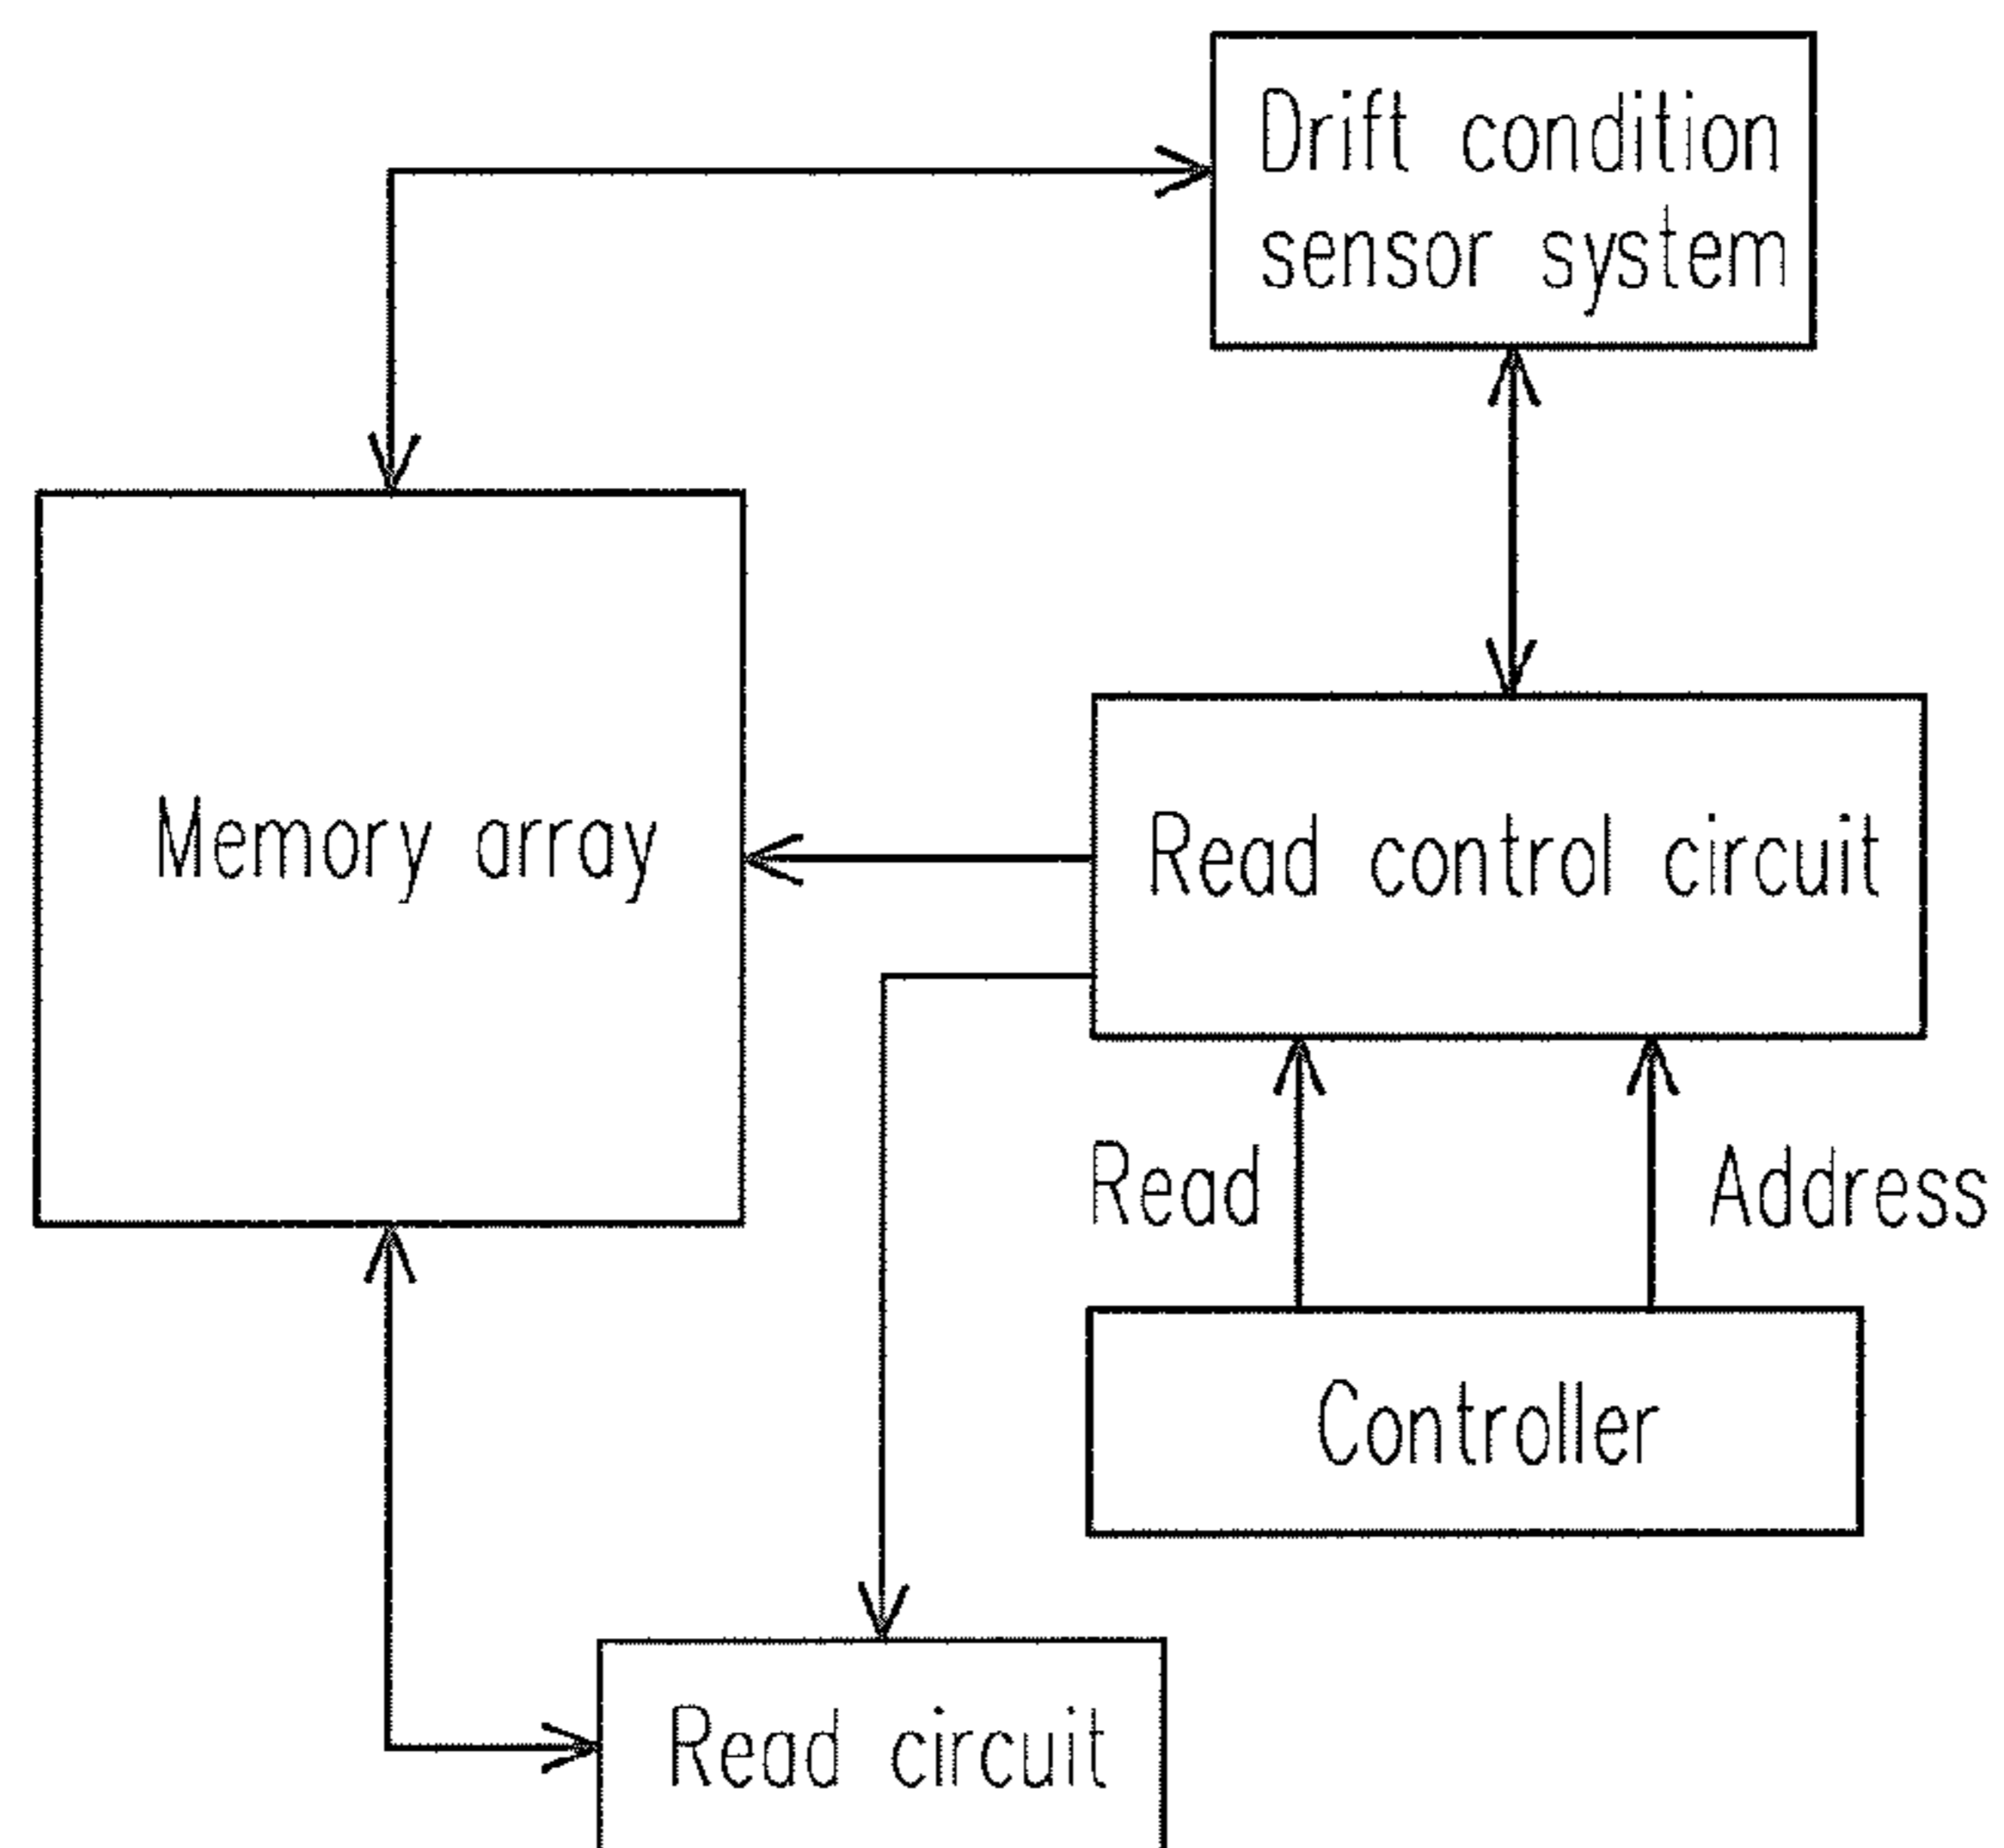 Drift condition
sensor system
Memory array
Read control circuit
Read
Address
Controller
Read circuit